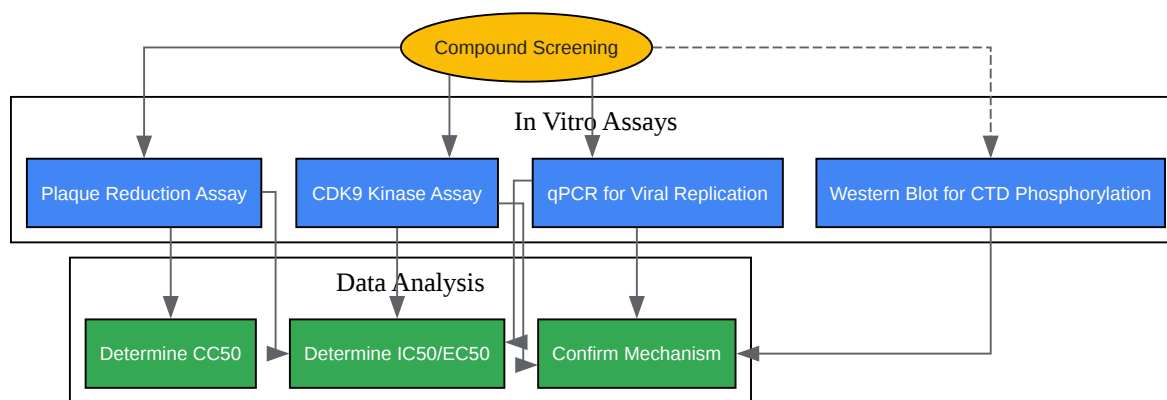 Compound Screening
In Vitro Assays
Plaque Reduction Assay
CDK9 Kinase Assay
qPCR for Viral Replication
Western Blot for CTD Phosphorylation
Data Analysis
Determine CC50
Determine IC50/EC50
Confirm Mechanism